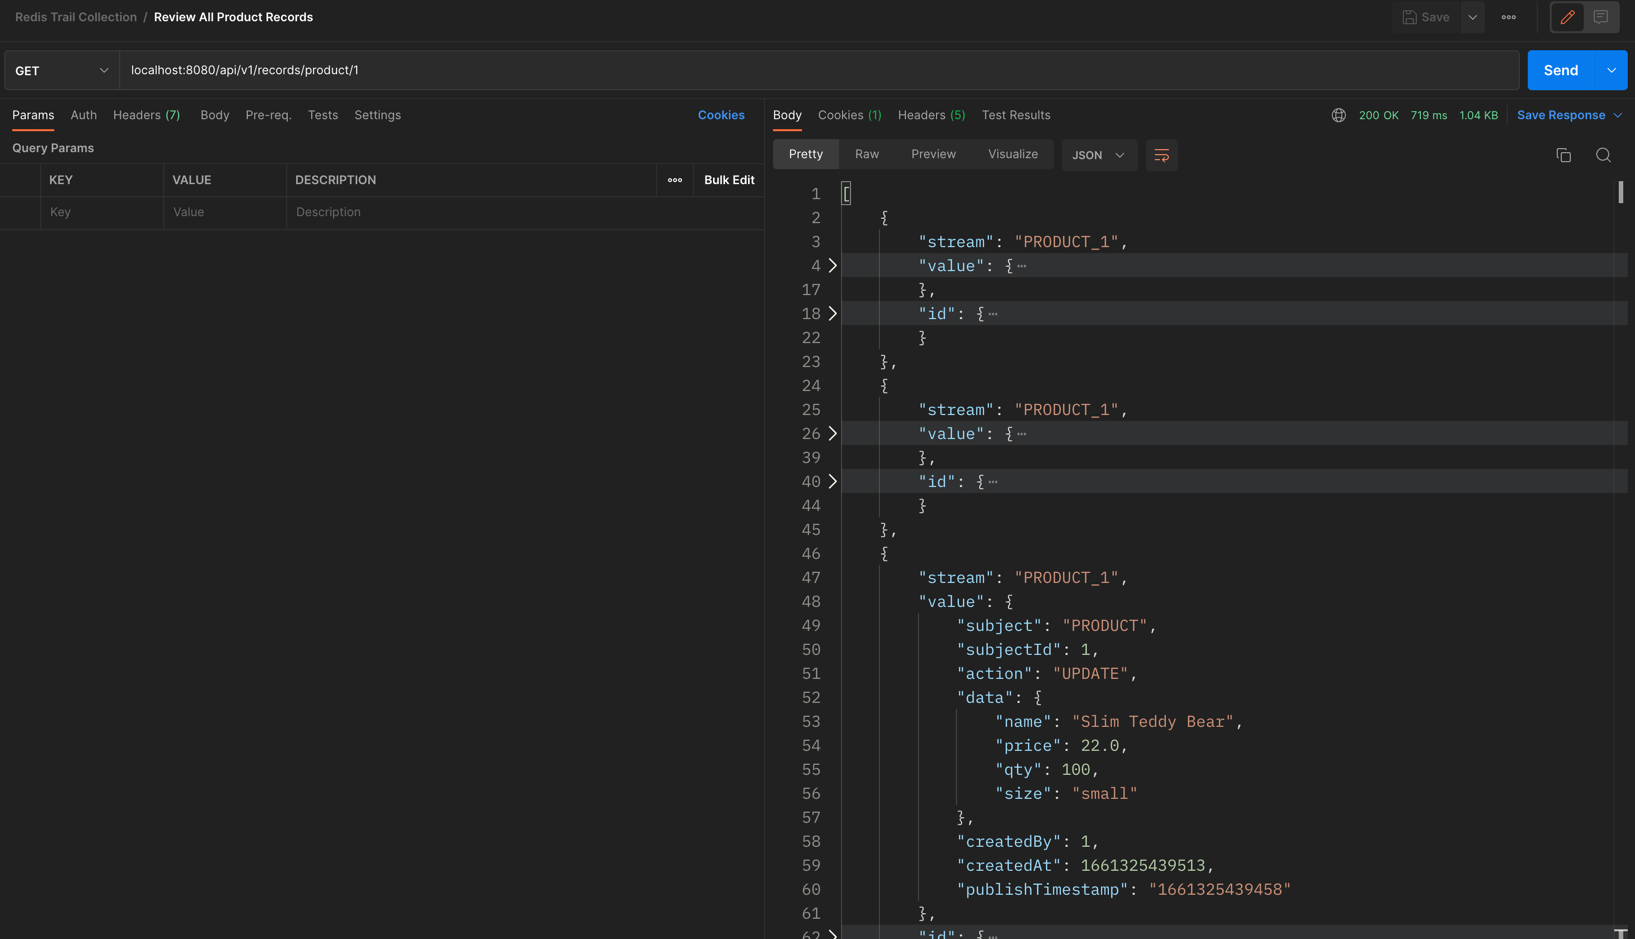 Redis Trail Collection / Review All Product Records
Save
GET localhost:8080/api/v1/records/product/1 Send
Params Auth Headers (7) Body Pre-req. Tests Settings Cookies
Query Params
KEY VALUE DESCRIPTION Bulk Edit
Key Value Description
Body Cookies (1) Headers (5) Test Results 200 OK 719 ms 1.04 KB Save Response
Pretty Raw Preview Visualize JSON
1 [
2 {
3 "stream": "PRODUCT_1",
4 "value": {…
17 },
18 "id": {…
22 }
23 },
24 {
25 "stream": "PRODUCT_1",
26 "value": {…
39 },
40 "id": {…
44 }
45 },
46 {
47 "stream": "PRODUCT_1",
48 "value": {
49 "subject": "PRODUCT",
50 "subjectId": 1,
51 "action": "UPDATE",
52 "data": {
53 "name": "Slim Teddy Bear",
54 "price": 22.0,
55 "qty": 100,
56 "size": "small"
57 },
58 "createdBy": 1,
59 "createdAt": 1661325439513,
60 "publishTimestamp": "1661325439458"
61 },
62 "id": {…